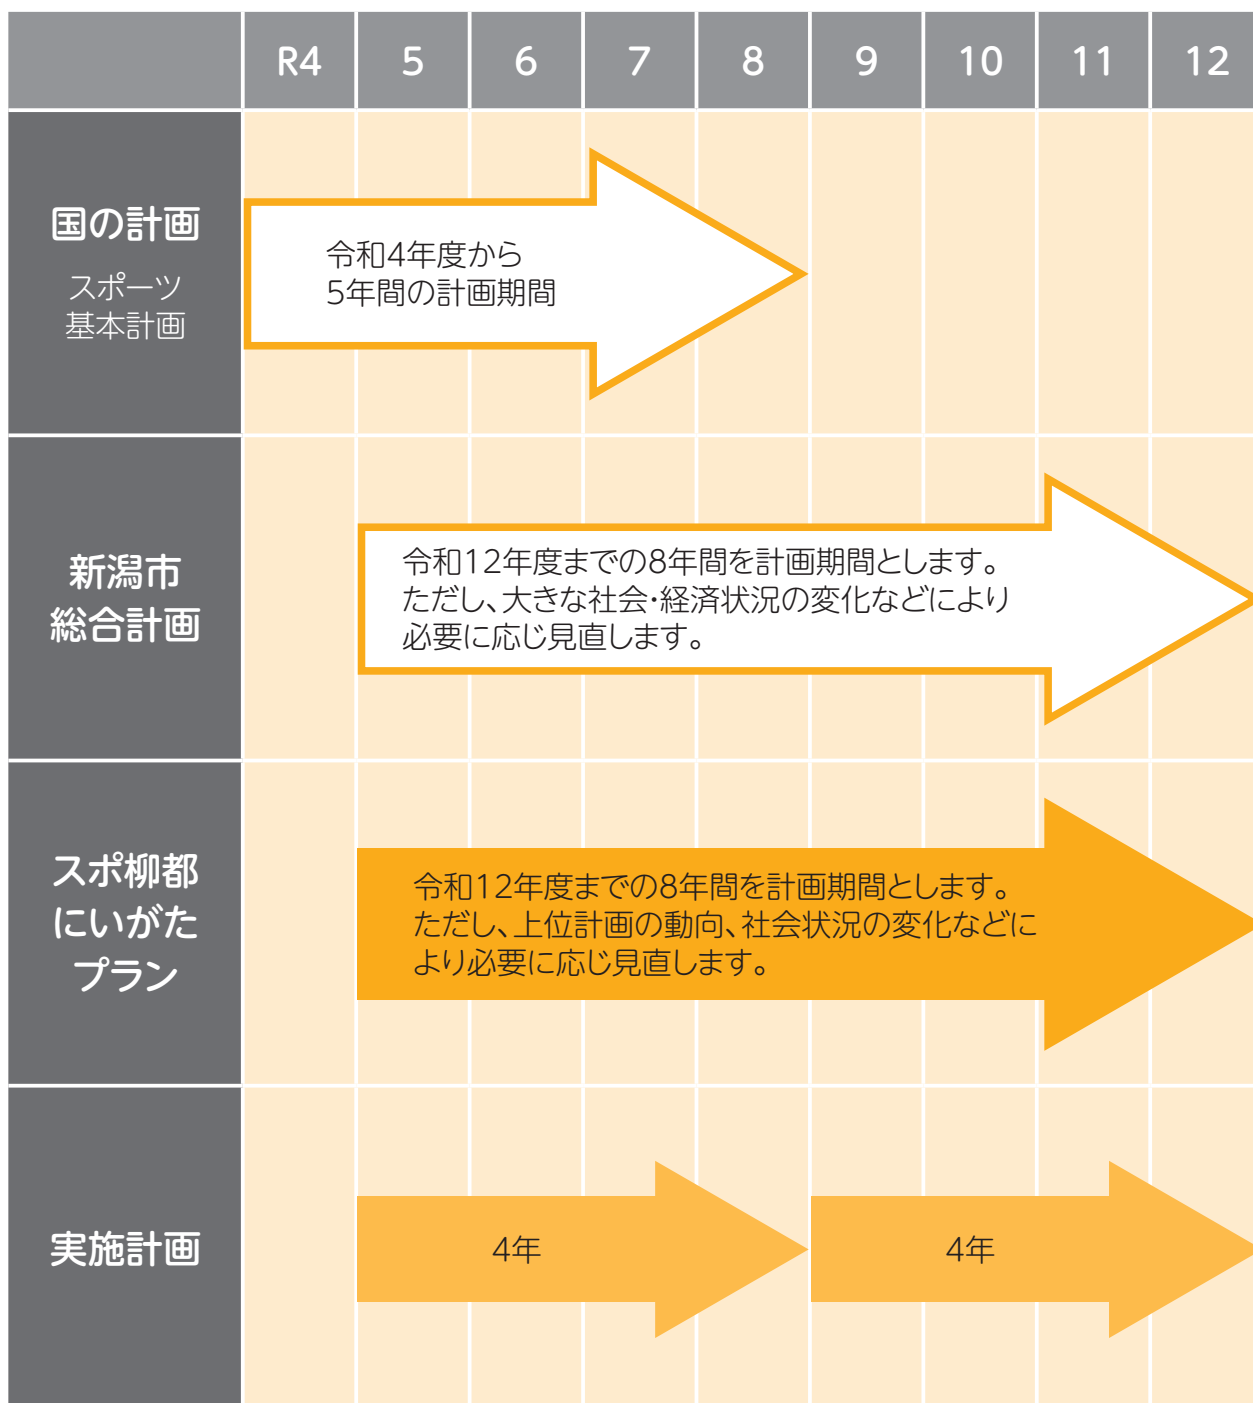 R4 5 6 7 8 9 10 11 12
国の計画
スポーツ
基本計画
令和4年度から
5年間の計画期間
新潟市
総合計画
令和12年度までの8年間を計画期間とします。
ただし、大きな社会・経済状況の変化などにより
必要に応じ見直します。
スポ柳都
にいがた
プラン
令和12年度までの8年間を計画期間とします。
ただし、上位計画の動向、社会状況の変化などに
より必要に応じ見直します。
実施計画
4年
4年